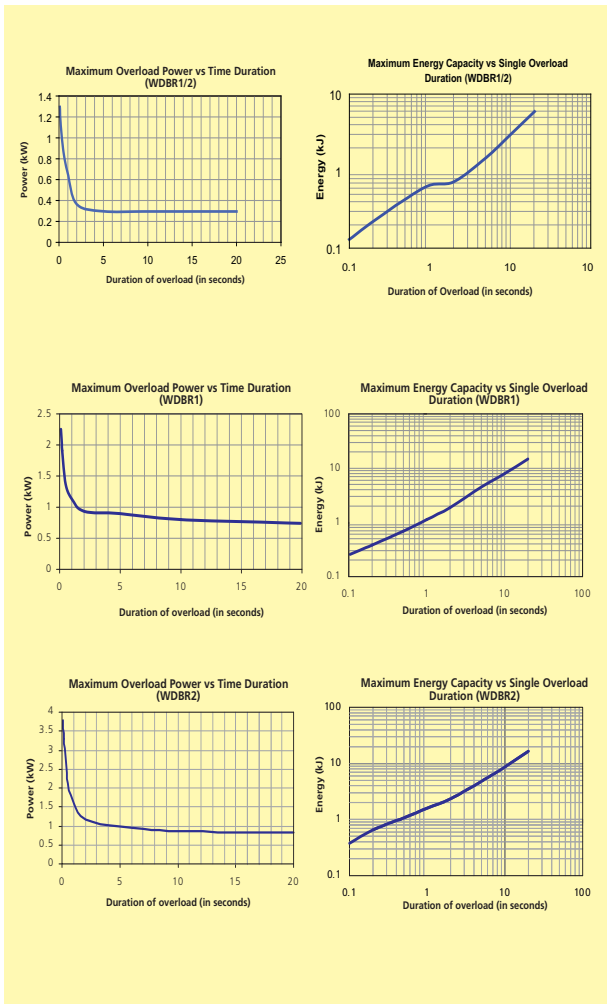 Maximum Overload Power vs Time Duration
(WDBR1/2)
1.4
1.2
1
0.8
0.6
0.4
0.2
0
Power (kW)
0 5 10 15 20 25
Duration of overload (in seconds)
Maximum Energy Capacity vs Single Overload
Duration (WDBR1/2)
10
1
0.1
Energy (kJ)
0.1 1 10 10
Duration of Overload (in seconds)
Maximum Overload Power vs Time Duration
(WDBR1)
2.5
2
1.5
1
0.5
0
Power (kW)
0 5 10 15 20
Duration of overload (in seconds)
Maximum Energy Capacity vs Single Overload
Duration (WDBR1)
100
10
1
0.1
Energy (kJ)
0.1 1 10 100
Duration of overload (in seconds)
Maximum Overload Power vs Time Duration
(WDBR2)
4
3.5
3
2.5
2
1.5
1
0.5
0
Power (kW)
0 5 10 15 20
Duration of overload (in seconds)
Maximum Energy Capacity vs Single Overload
Duration (WDBR2)
100
10
1
0.1
Energy (kJ)
0.1 1 10 100
Duration of overload (in seconds)